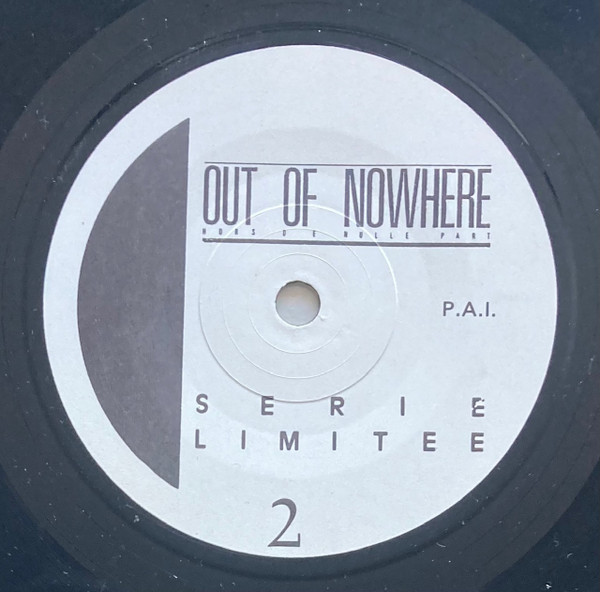 OUT OF NOWHERE
HORS DE NULLE PART
P.A.I.
SERIE
LIMITEE
2